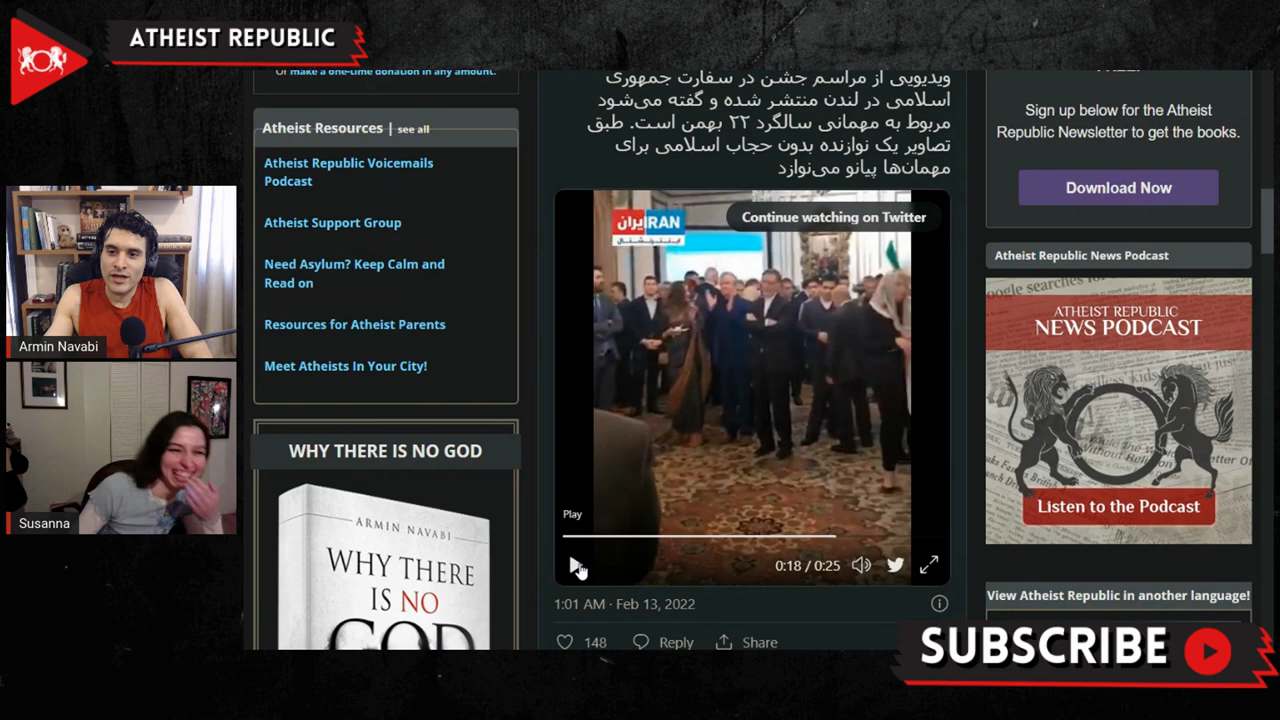 ATHEIST REPUBLIC
Or make a one-time donation in any amount.
Atheist Resources | see all
Atheist Republic Voicemails
Podcast
Atheist Support Group
Need Asylum? Keep Calm and
Read on
Resources for Atheist Parents
Meet Atheists In Your City!
WHY THERE IS NO GOD
ARMIN NAVABI
WHY THERE
IS NO
GOD
Armin Navabi
Susanna
ویدیویی از مراسم جشن در سفارت جمهوری
اسلامی در لندن منتشر شده و گفته می‌شود
مربوط به مهمانی سالگرد ۲۲ بهمن است. طبق
تصاویر یک نوازنده بدون حجاب اسلامی برای
مهمان‌ها پیانو می‌نوازد
ایران IRAN
اینترنشنال
Continue watching on Twitter
Play
0:18 / 0:25
1:01 AM · Feb 13, 2022
148 Reply Share
Sign up below for the Atheist
Republic Newsletter to get the books.
Download Now
Atheist Republic News Podcast
ATHEIST REPUBLIC
NEWS PODCAST
Listen to the Podcast
View Atheist Republic in another language!
SUBSCRIBE